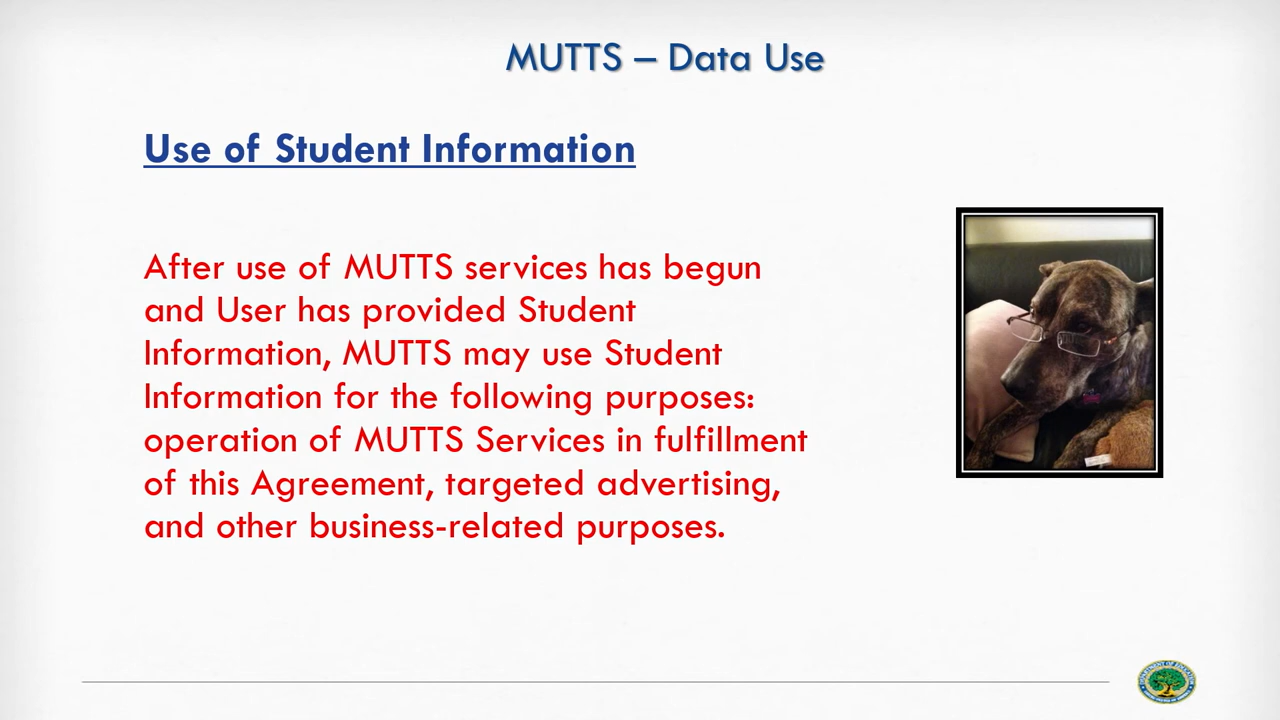 MUTTS – Data Use
Use of Student Information
After use of MUTTS services has begun
and User has provided Student
Information, MUTTS may use Student
Information for the following purposes:
operation of MUTTS Services in fulfillment
of this Agreement, targeted advertising,
and other business-related purposes.